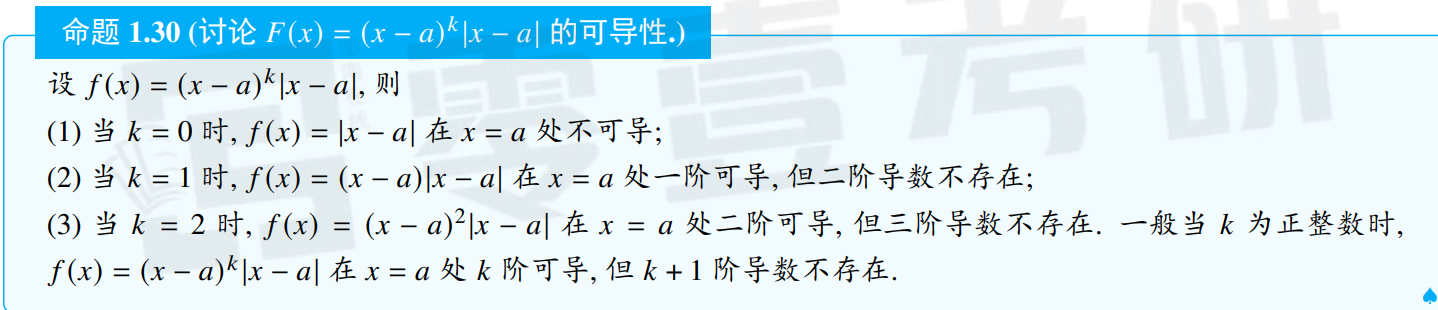 命题 1.30 (讨论 F(x) = (x − a)^k|x − a| 的可导性.)
设 f(x) = (x − a)^k|x − a|, 则
(1) 当 k = 0 时, f(x) = |x − a| 在 x = a 处不可导;
(2) 当 k = 1 时, f(x) = (x − a)|x − a| 在 x = a 处一阶可导, 但二阶导数不存在;
(3) 当 k = 2 时, f(x) = (x − a)^2|x − a| 在 x = a 处二阶可导, 但三阶导数不存在. 一般当 k 为正整数时,
f(x) = (x − a)^k|x − a| 在 x = a 处 k 阶可导, 但 k + 1 阶导数不存在.
零壹考研